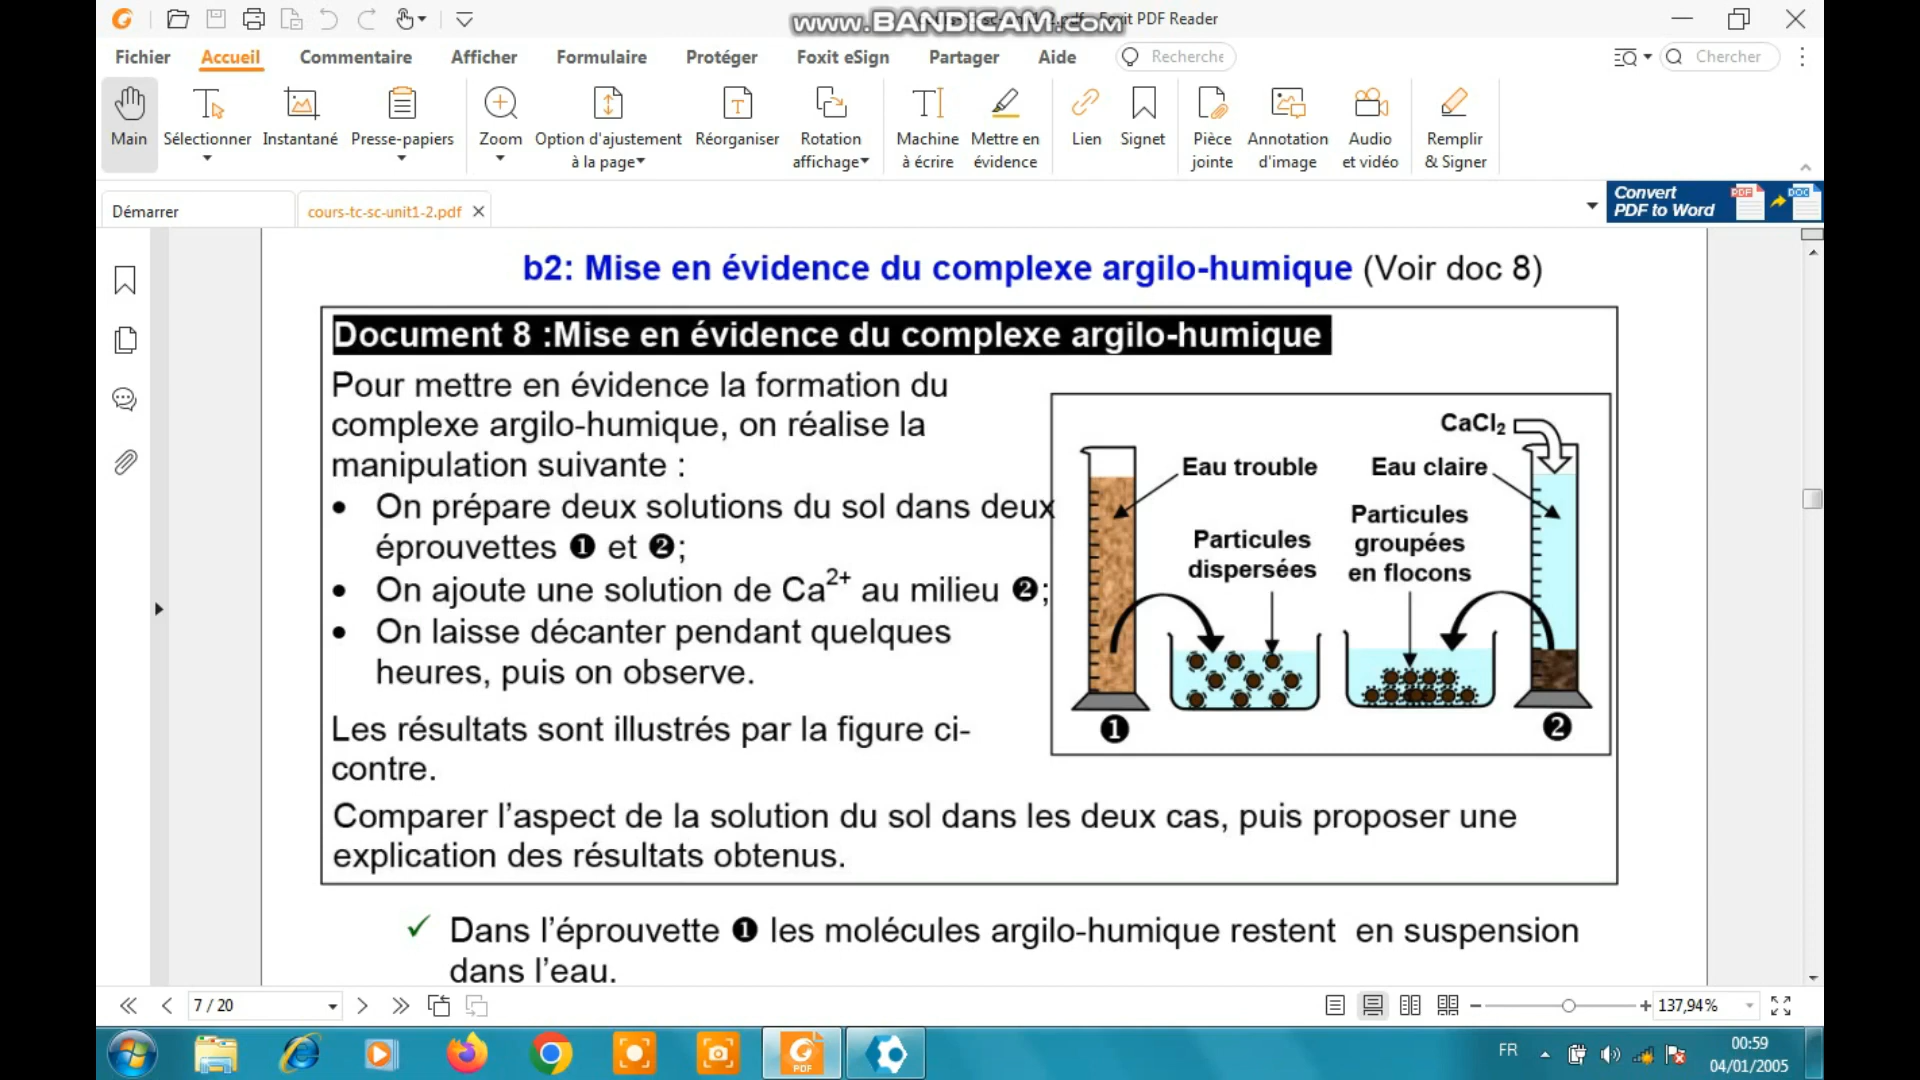 www.BANDICAM.com
2.pdf - Foxit PDF Reader
Fichier Accueil Commentaire Afficher Formulaire Protéger Foxit eSign Partager Aide Recherche Chercher
Main Sélectionner Instantané Presse-papiers Zoom Option d'ajustement à la page Réorganiser Rotation affichage Machine à écrire Mettre en évidence Lien Signet Pièce jointe Annotation d'image Audio et vidéo Remplir & Signer
Démarrer cours-tc-sc-unit1-2.pdf
Convert
PDF to Word
PDF DOC
b2: Mise en évidence du complexe argilo-humique (Voir doc 8)
Document 8 :Mise en évidence du complexe argilo-humique
Pour mettre en évidence la formation du
complexe argilo-humique, on réalise la
manipulation suivante :
• On prépare deux solutions du sol dans deux
éprouvettes ❶ et ❷;
• On ajoute une solution de Ca²⁺ au milieu ❷;
• On laisse décanter pendant quelques
heures, puis on observe.
Les résultats sont illustrés par la figure ci-
contre.
CaCl₂
Eau trouble
Eau claire
Particules
dispersées
Particules
groupées
en flocons
❶
❷
Comparer l'aspect de la solution du sol dans les deux cas, puis proposer une
explication des résultats obtenus.
✓ Dans l'éprouvette ❶ les molécules argilo-humique restent en suspension
dans l'eau.
7 / 20
137,94%
PDF
FR
00:59
04/01/2005